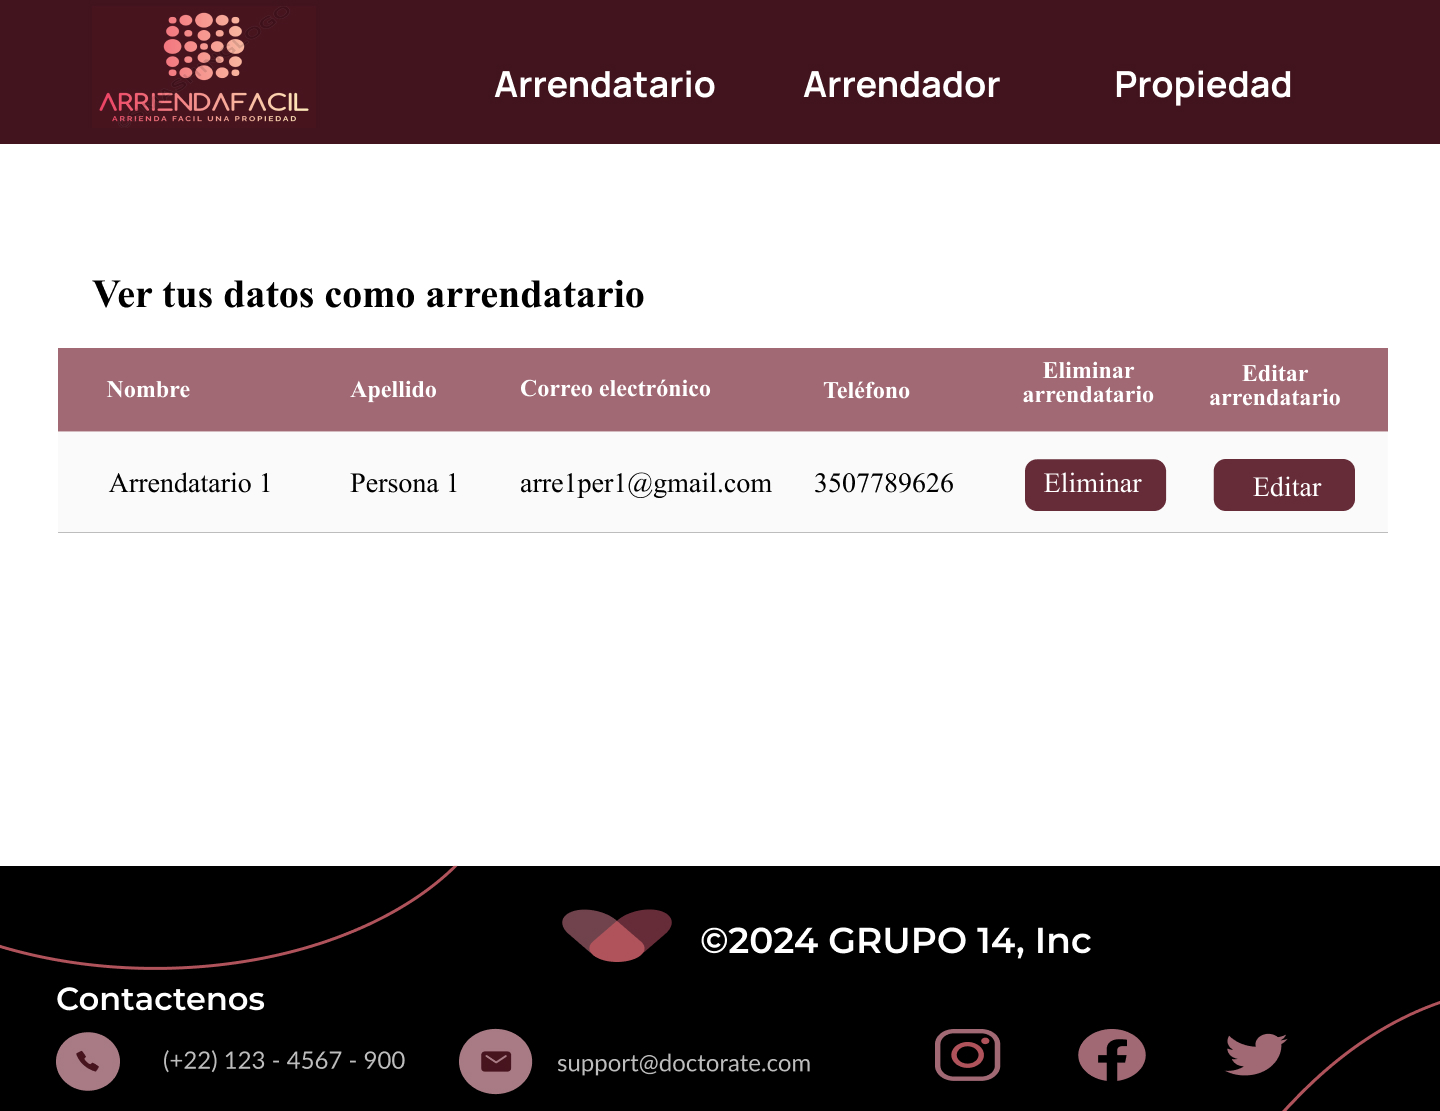 ARRIENDAFACIL
ARRIENDA FACIL UNA PROPIEDAD
Arrendatario
Arrendador
Propiedad
Ver tus datos como arrendatario
Nombre
Apellido
Correo electrónico
Teléfono
Eliminar
arrendatario
Editar
arrendatario
Arrendatario 1
Persona 1
arre1per1@gmail.com
3507789626
Eliminar
Editar
©2024 GRUPO 14, Inc
Contactenos
(+22) 123 - 4567 - 900
support@doctorate.com